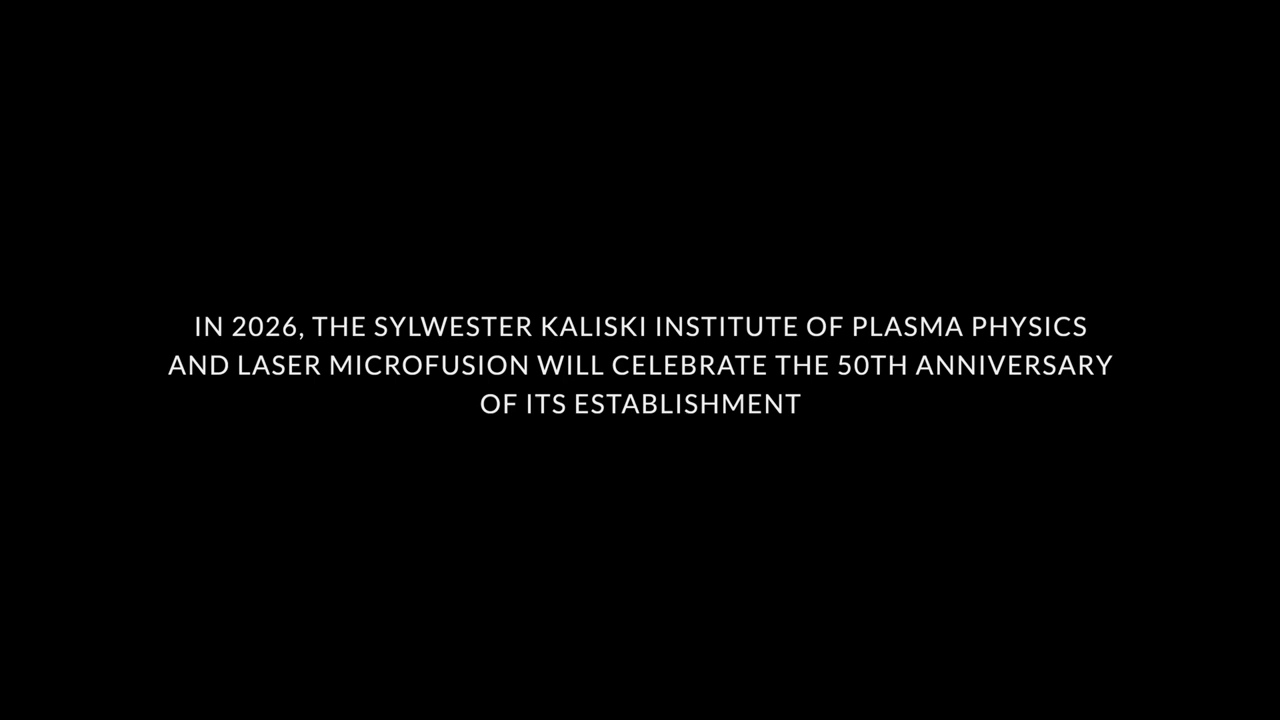 IN 2026, THE SYLWESTER KALISKI INSTITUTE OF PLASMA PHYSICS
AND LASER MICROFUSION WILL CELEBRATE THE 50TH ANNIVERSARY
OF ITS ESTABLISHMENT